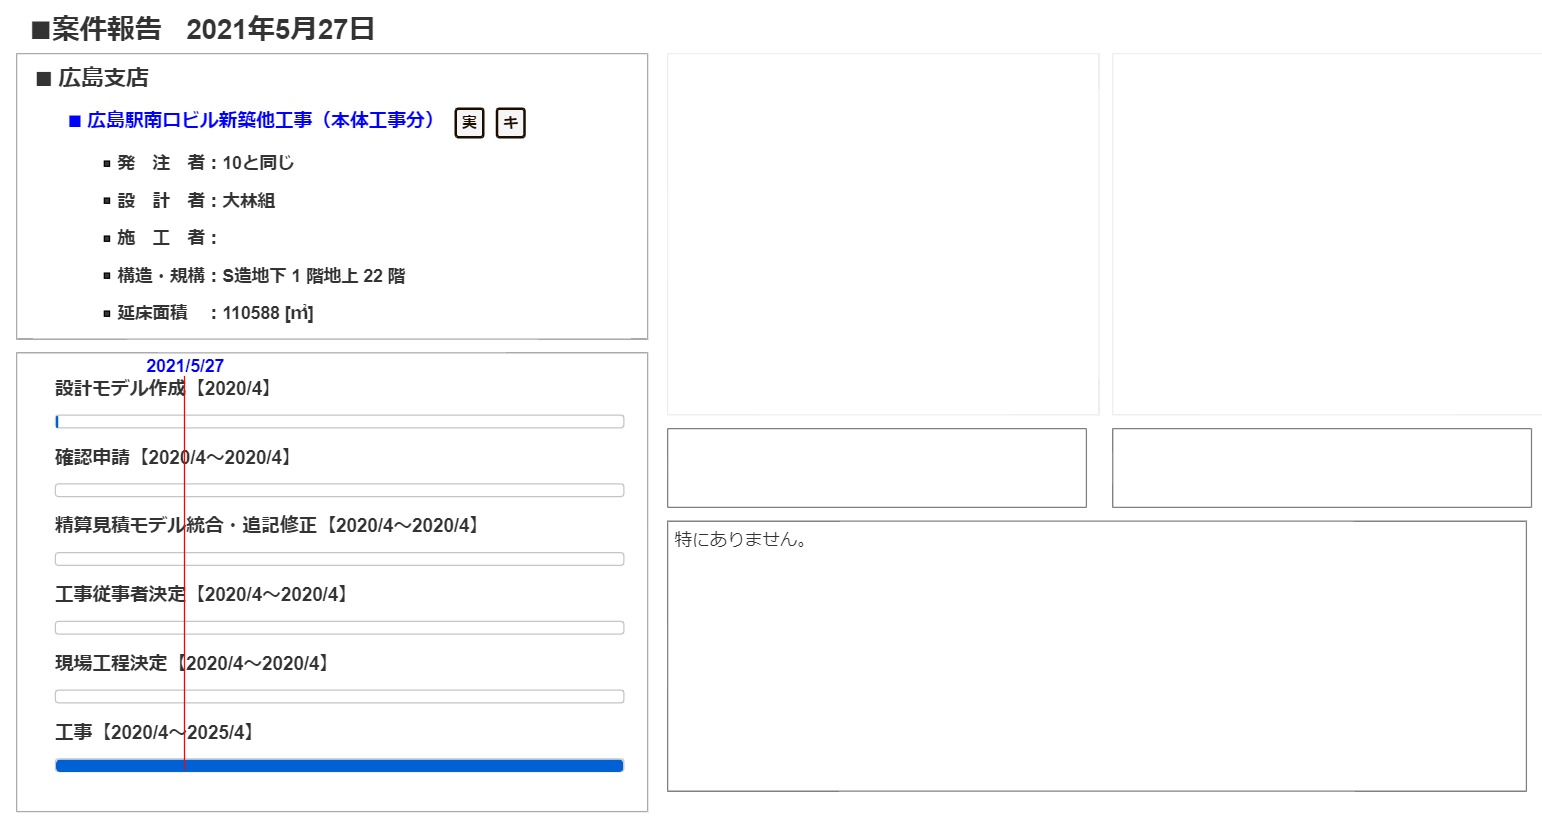 ■案件報告　2021年5月27日
■ 広島支店
■ 広島駅南口ビル新築他工事（本体工事分） 実 キ
▪ 発　注　者：10と同じ
▪ 設　計　者：大林組
▪ 施　工　者：
▪ 構造・規構：S造地下 1 階地上 22 階
▪ 延床面積　：110588 [㎡]
2021/5/27
設計モデル作成【2020/4】
確認申請【2020/4～2020/4】
精算見積モデル統合・追記修正【2020/4～2020/4】
工事従事者決定【2020/4～2020/4】
現場工程決定【2020/4～2020/4】
工事【2020/4～2025/4】
特にありません。